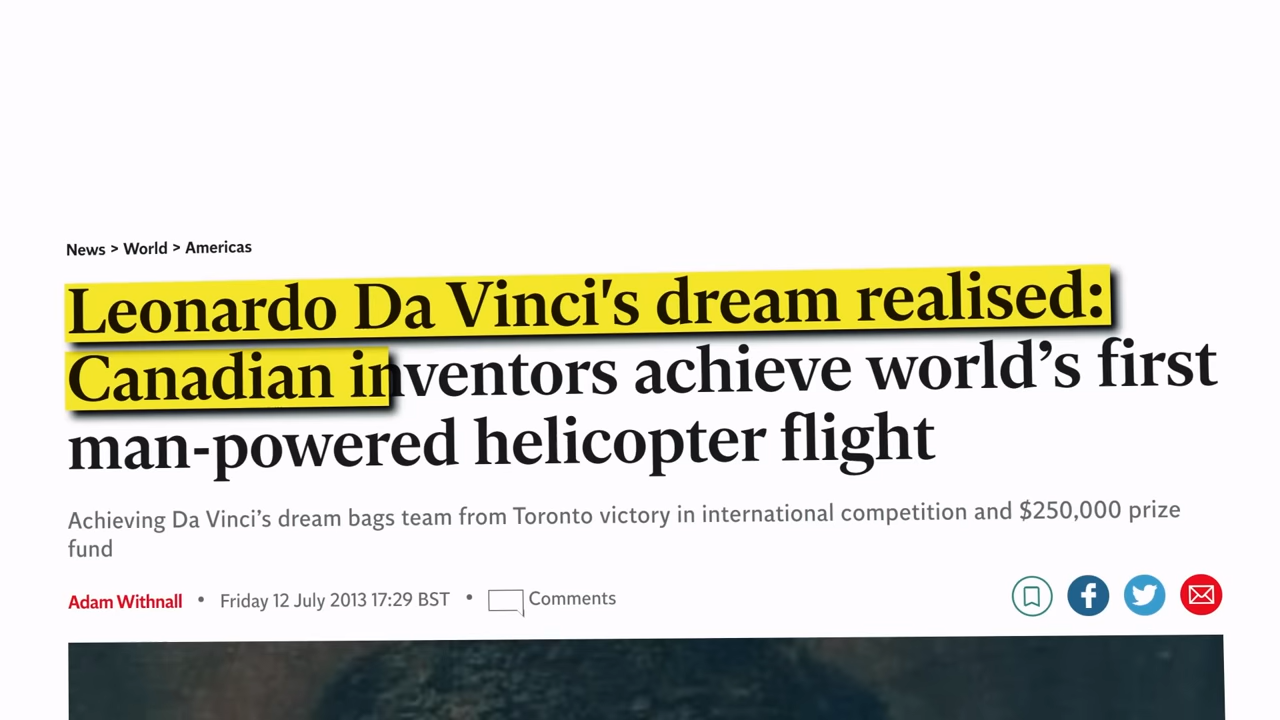 News > World > Americas
Leonardo Da Vinci's dream realised:
Canadian inventors achieve world’s first
man-powered helicopter flight
Achieving Da Vinci’s dream bags team from Toronto victory in international competition and $250,000 prize
fund
Adam Withnall • Friday 12 July 2013 17:29 BST • Comments